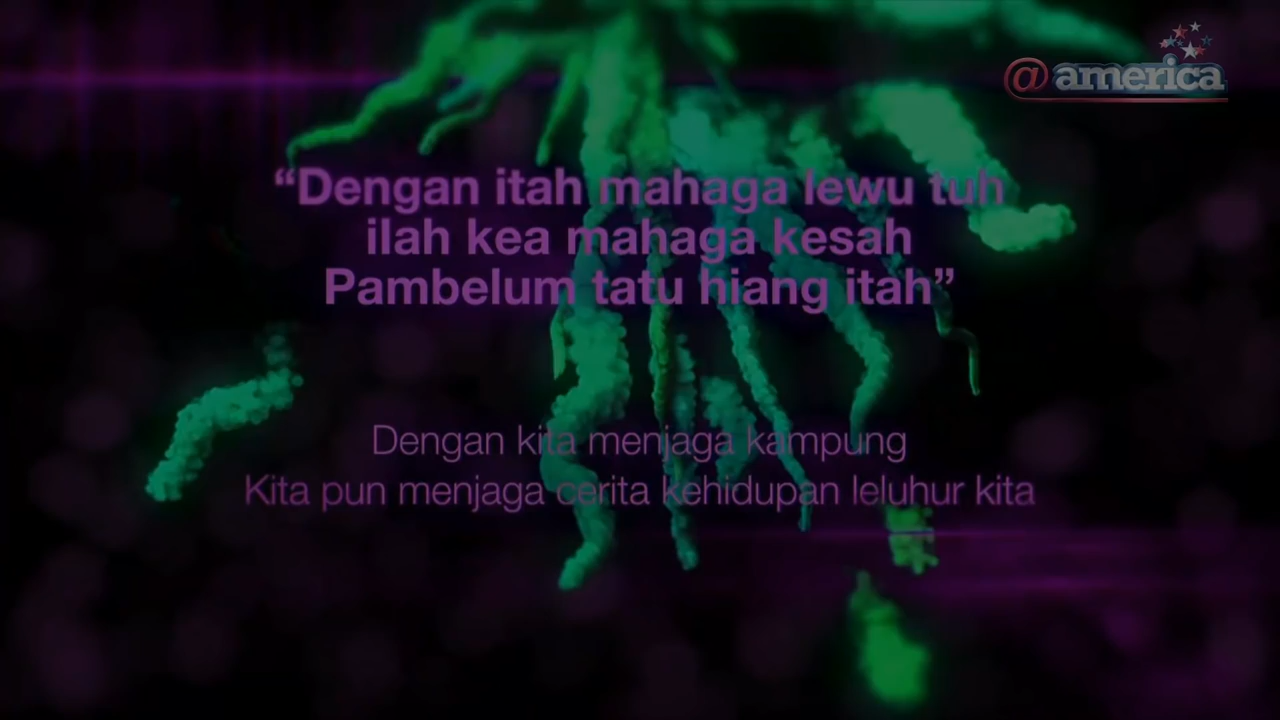 @america
“Dengan itah mahaga lewu tuh
ilah kea mahaga kesah
Pambelum tatu hiang itah”
Dengan kita menjaga kampung
Kita pun menjaga cerita kehidupan leluhur kita